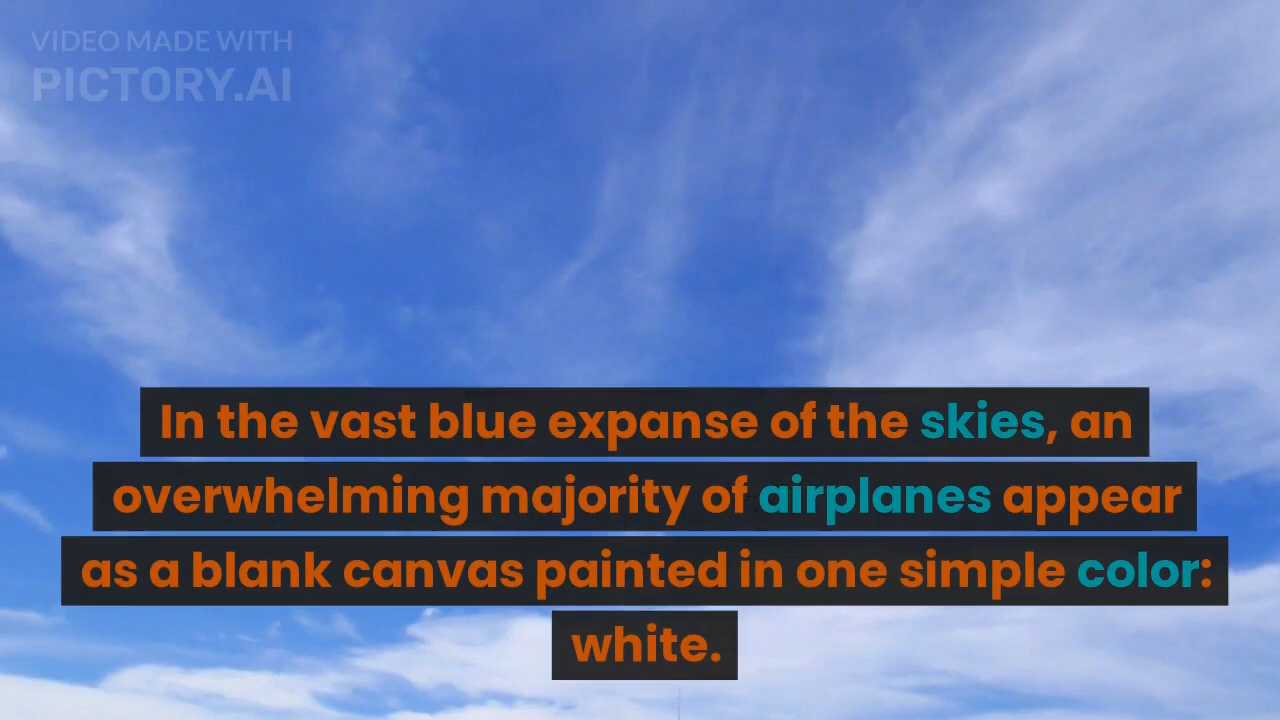 VIDEO MADE WITH
PICTORY.AI
In the vast blue expanse of the skies, an
overwhelming majority of airplanes appear
as a blank canvas painted in one simple color:
white.